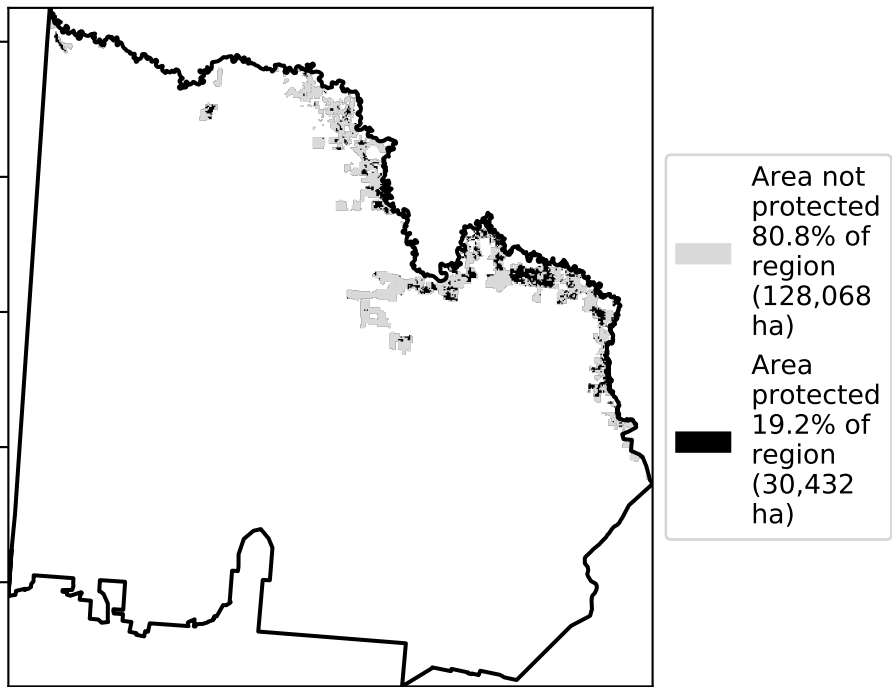 Area not
protected
80.8% of
region
(128,068
ha)
Area
protected
19.2% of
region
(30,432
ha)